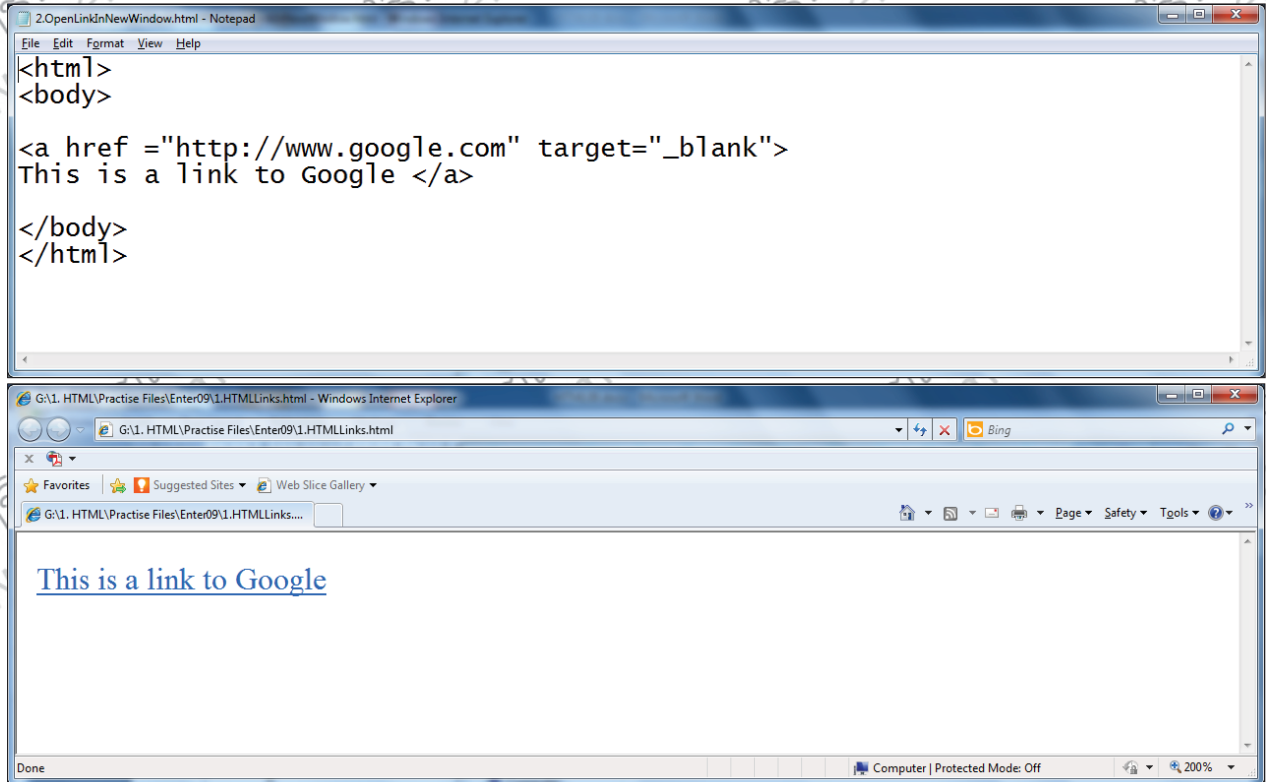 2.OpenLinkInNewWindow.html - Notepad
File Edit Format View Help
<html>
<body>
<a href ="http://www.google.com" target="_blank">
This is a link to Google </a>
</body>
</html>
G:\1. HTML\Practise Files\Enter09\1.HTMLLinks.html - Windows Internet Explorer
G:\1. HTML\Practise Files\Enter09\1.HTMLLinks.html Bing
Favorites Suggested Sites Web Slice Gallery
G:\1. HTML\Practise Files\Enter09\1.HTMLLinks.... Page Safety Tools
This is a link to Google
Done Computer | Protected Mode: Off 200%